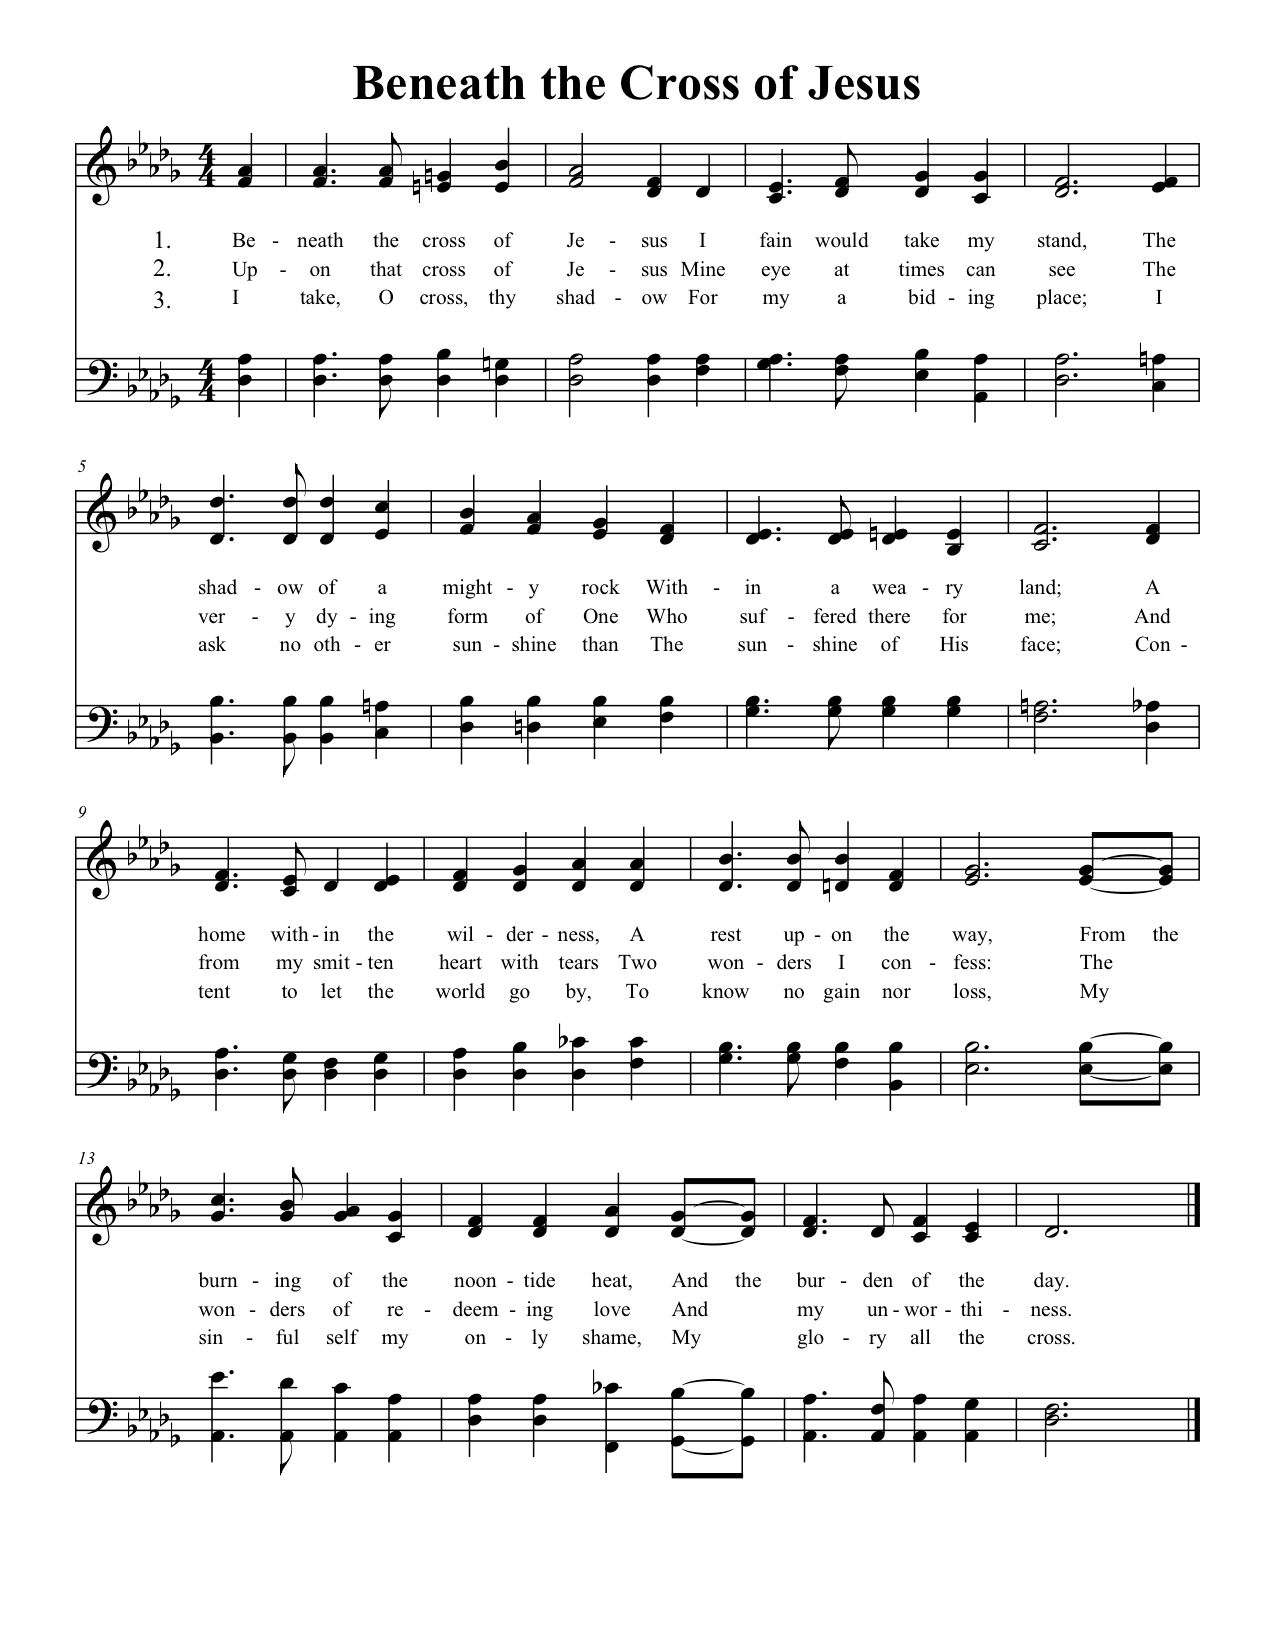 Beneath the Cross of Jesus
4 4
1. Be - neath the cross of Je - sus I fain would take my stand, The
2. Up - on that cross of Je - sus Mine eye at times can see The
3. I take, O cross, thy shad - ow For my a bid - ing place; I
4 4
5
shad - ow of a might - y rock With - in a wea - ry land; A
ver - y dy - ing form of One Who suf - fered there for me; And
ask no oth - er sun - shine than The sun - shine of His face; Con -
9
home with - in the wil - der - ness, A rest up - on the way, From the
from my smit - ten heart with tears Two won - ders I con - fess: The
tent to let the world go by, To know no gain nor loss, My
13
burn - ing of the noon - tide heat, And the bur - den of the day.
won - ders of re - deem - ing love And my un - wor - thi - ness.
sin - ful self my on - ly shame, My glo - ry all the cross.